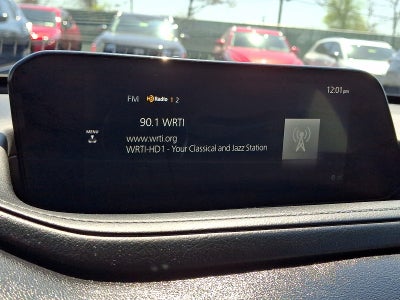 12:01pm
FM HD Radio 1 2
90.1 WRTI
MENU
www.wrti.org
WRTI-HD1 - Your Classical and Jazz Station